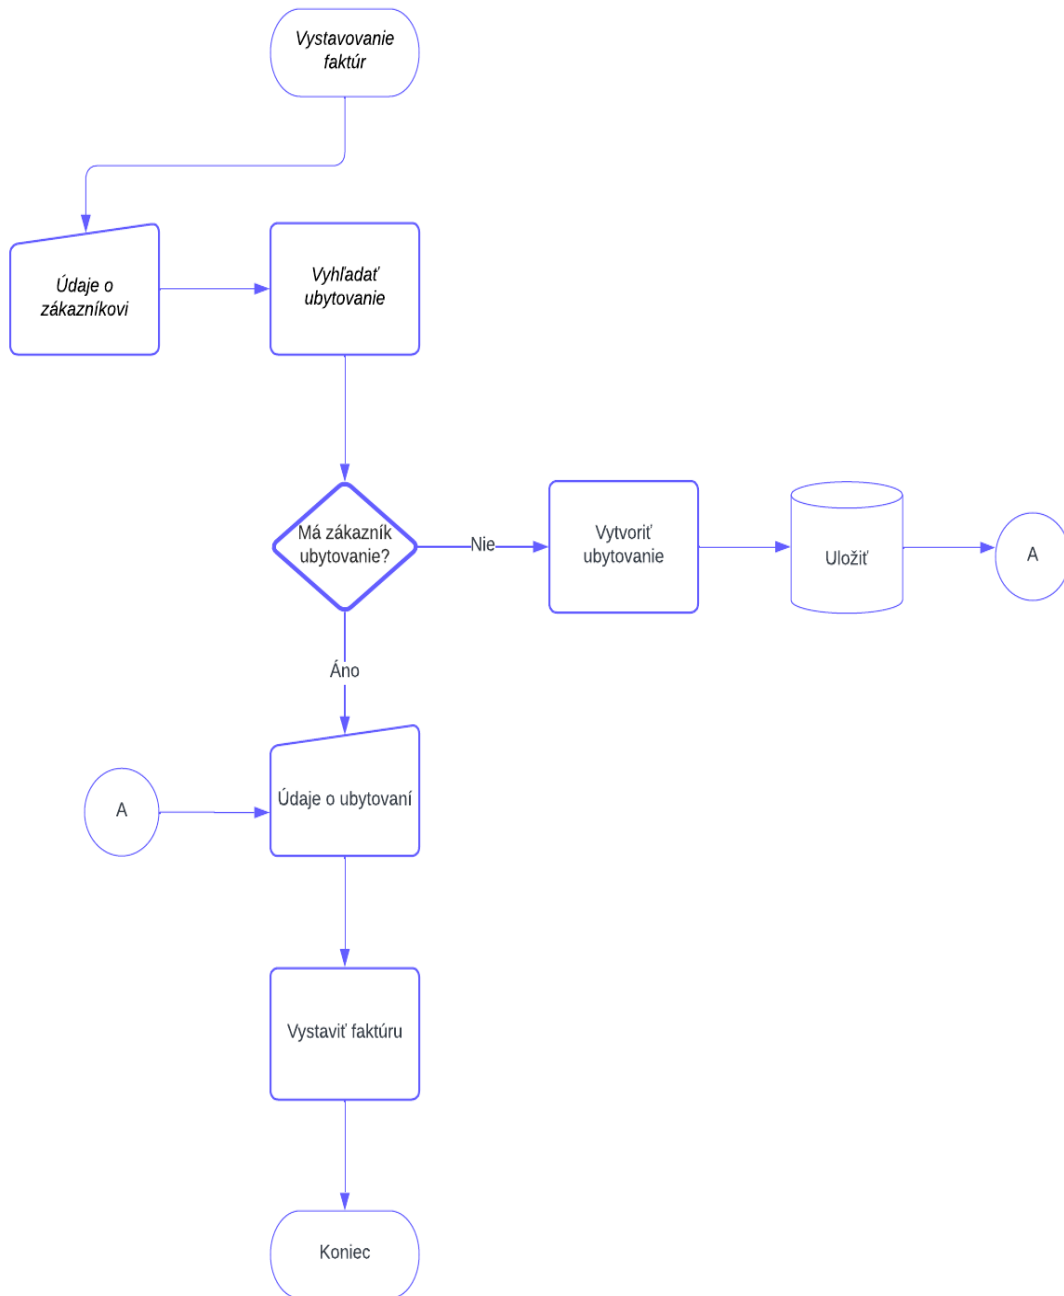 Vystavovanie
faktúr
Údaje o
zákazníkovi
Vyhľadať
ubytovanie
Má zákazník
ubytovanie?
Nie
Vytvoriť
ubytovanie
Uložiť
A
Áno
A
Údaje o ubytovaní
Vystaviť faktúru
Koniec